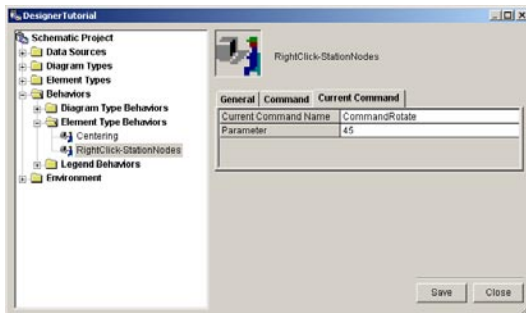 DesignerTutorial
Schematic Project
Data Sources
Diagram Types
Element Types
Behaviors
Diagram Type Behaviors
Element Type Behaviors
Centering
RightClick-StationNodes
Legend Behaviors
Environment
RightClick-StationNodes
General Command Current Command
Current Command Name CommandRotate
Parameter 45
Save Close